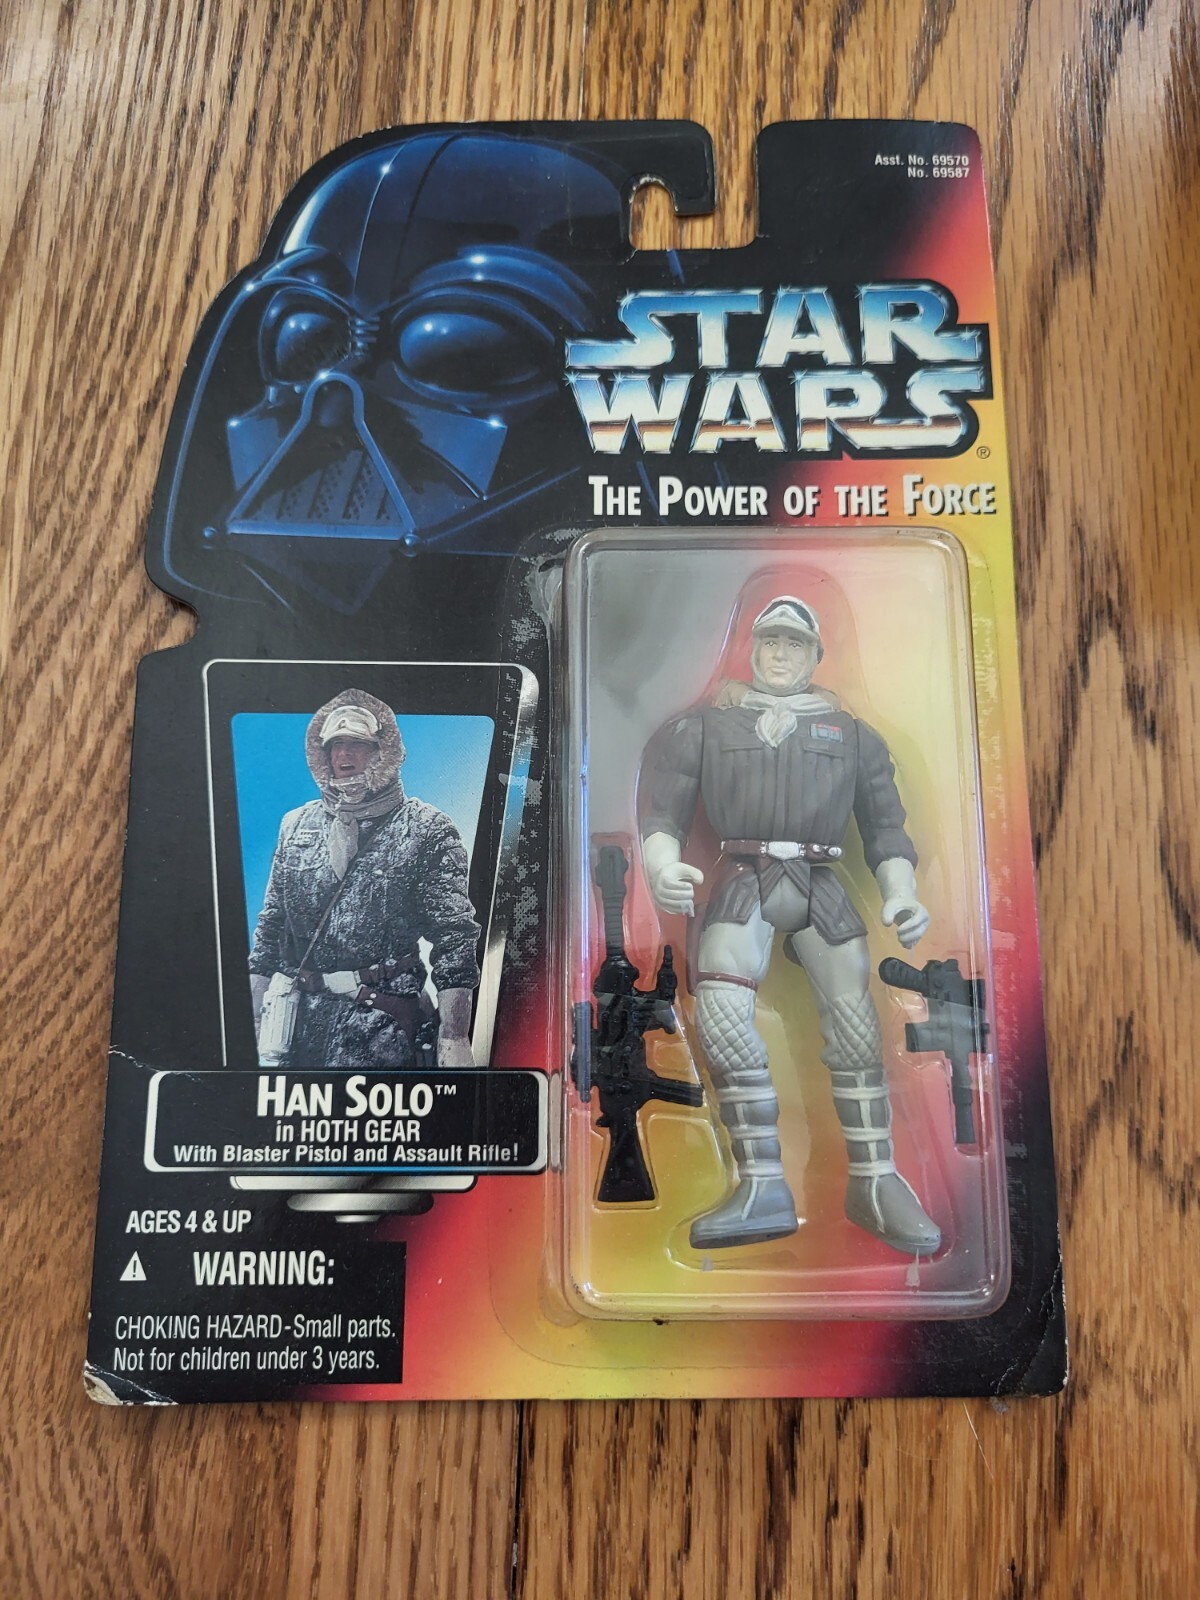 Asst. No. 69570
No. 69587
STAR
WARS®
THE POWER OF THE FORCE
HAN SOLO™
in HOTH GEAR
With Blaster Pistol and Assault Rifle!
AGES 4 & UP
WARNING:
CHOKING HAZARD-Small parts.
Not for children under 3 years.